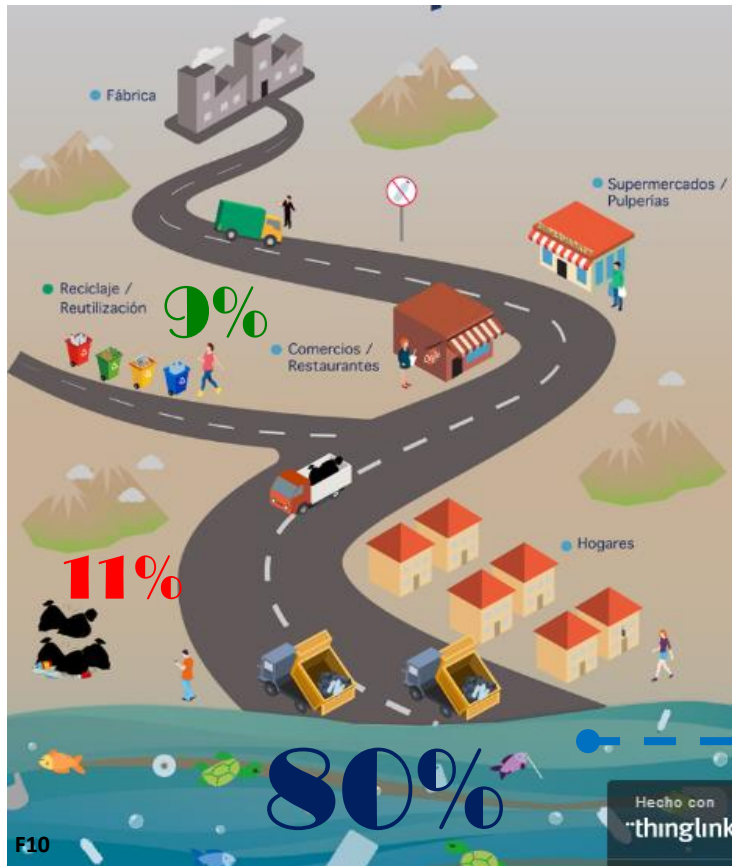 Fábrica
Supermercados /
Pulperías
Reciclaje /
Reutilización
9%
Comercios /
Restaurantes
Hogares
11%
80%
Hecho con
thinglink
F10